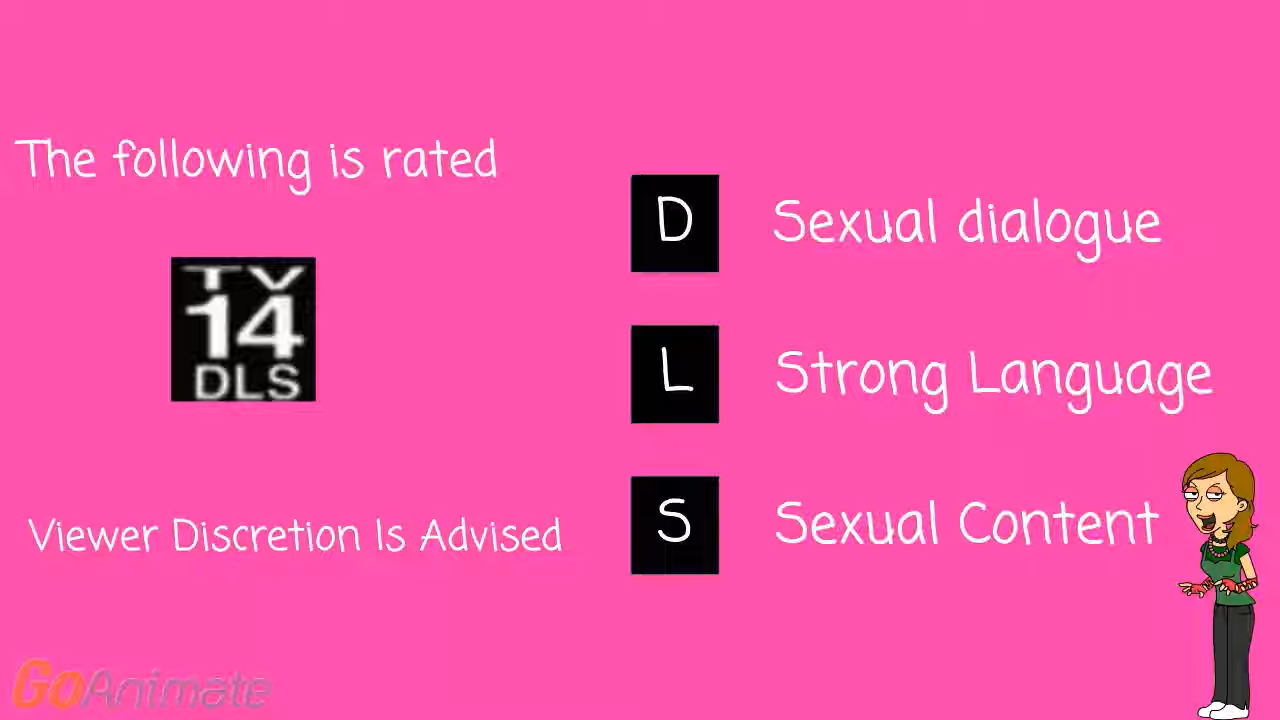 The following is rated
TV
14
DLS
Viewer Discretion Is Advised
D Sexual dialogue
L Strong Language
S Sexual Content
GoAnimate